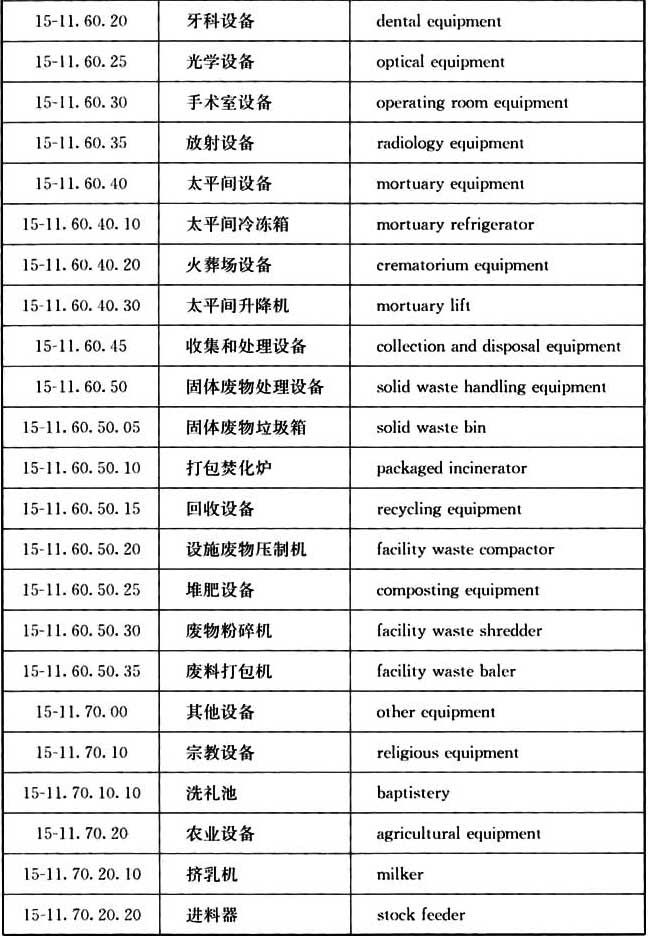 15-11.60.20 牙科设备 dental equipment
15-11.60.25 光学设备 optical equipment
15-11.60.30 手术室设备 operating room equipment
15-11.60.35 放射设备 radiology equipment
15-11.60.40 太平间设备 mortuary equipment
15-11.60.40.10 太平间冷冻箱 mortuary refrigerator
15-11.60.40.20 火葬场设备 crematorium equipment
15-11.60.40.30 太平间升降机 mortuary lift
15-11.60.45 收集和处理设备 collection and disposal equipment
15-11.60.50 固体废物处理设备 solid waste handling equipment
15-11.60.50.05 固体废物垃圾箱 solid waste bin
15-11.60.50.10 打包焚化炉 packaged incinerator
15-11.60.50.15 回收设备 recycling equipment
15-11.60.50.20 设施废物压制机 facility waste compactor
15-11.60.50.25 堆肥设备 composting equipment
15-11.60.50.30 废物粉碎机 facility waste shredder
15-11.60.50.35 废料打包机 facility waste baler
15-11.70.00 其他设备 other equipment
15-11.70.10 宗教设备 religious equipment
15-11.70.10.10 洗礼池 baptistery
15-11.70.20 农业设备 agricultural equipment
15-11.70.20.10 挤乳机 milker
15-11.70.20.20 进料器 stock feeder